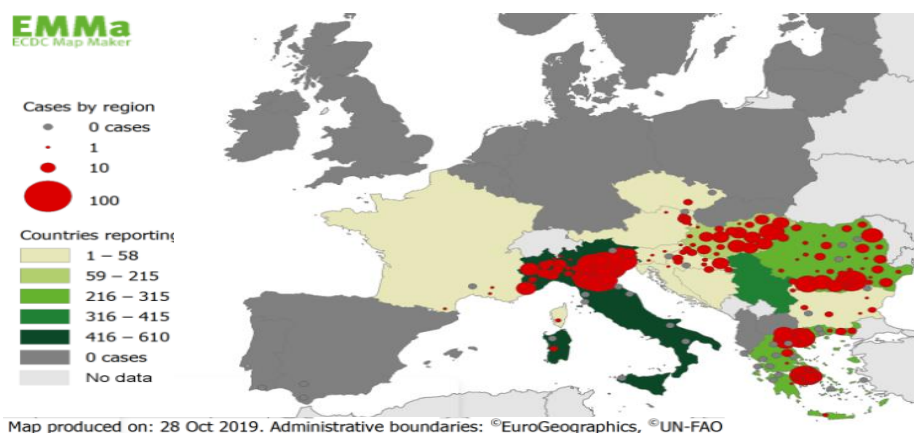 EMMa
ECDC Map Maker
Cases by region
0 cases
1
10
100
Countries reporting
1 – 58
59 – 215
216 – 315
316 – 415
416 – 610
0 cases
No data
Map produced on: 28 Oct 2019. Administrative boundaries: ©EuroGeographics, ©UN-FAO